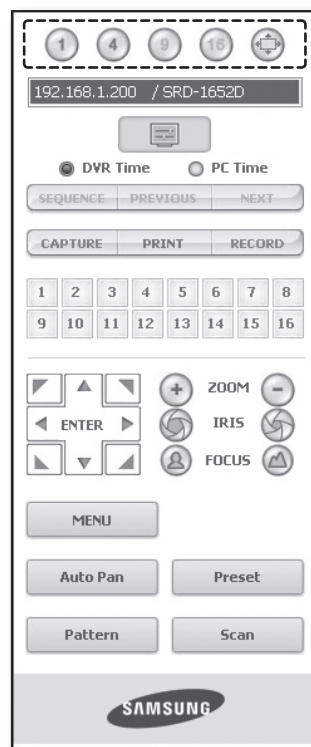 1 4 9 16
192.168.1.200 / SRD-1652D
DVR Time PC Time
SEQUENCE PREVIOUS NEXT
CAPTURE PRINT RECORD
1 2 3 4 5 6 7 8
9 10 11 12 13 14 15 16
ZOOM
ENTER IRIS
FOCUS
MENU
Auto Pan Preset
Pattern Scan
SAMSUNG